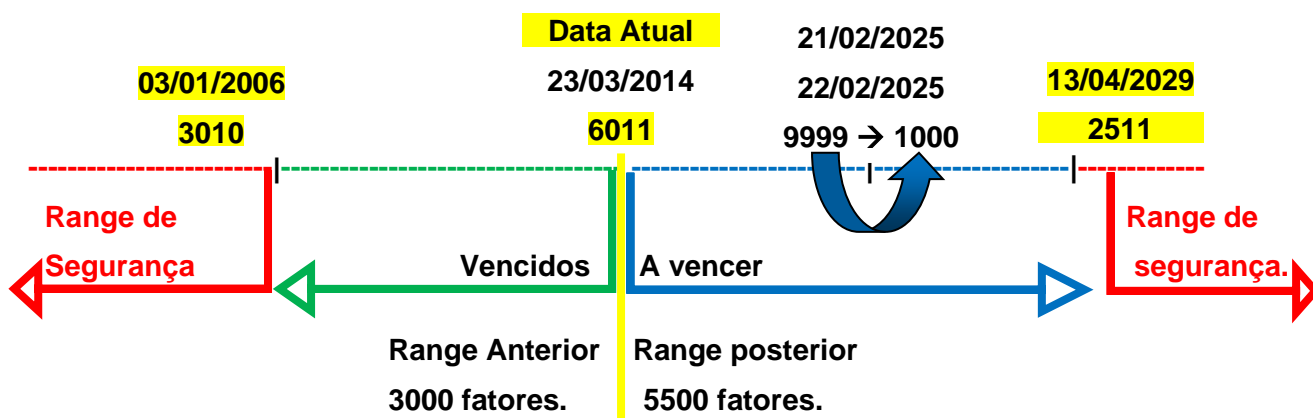 Data Atual
03/01/2006
3010
23/03/2014
6011
21/02/2025
22/02/2025
9999 → 1000
13/04/2029
2511
Range de
Segurança
Vencidos
A vencer
Range de
segurança.
Range Anterior
3000 fatores.
Range posterior
5500 fatores.